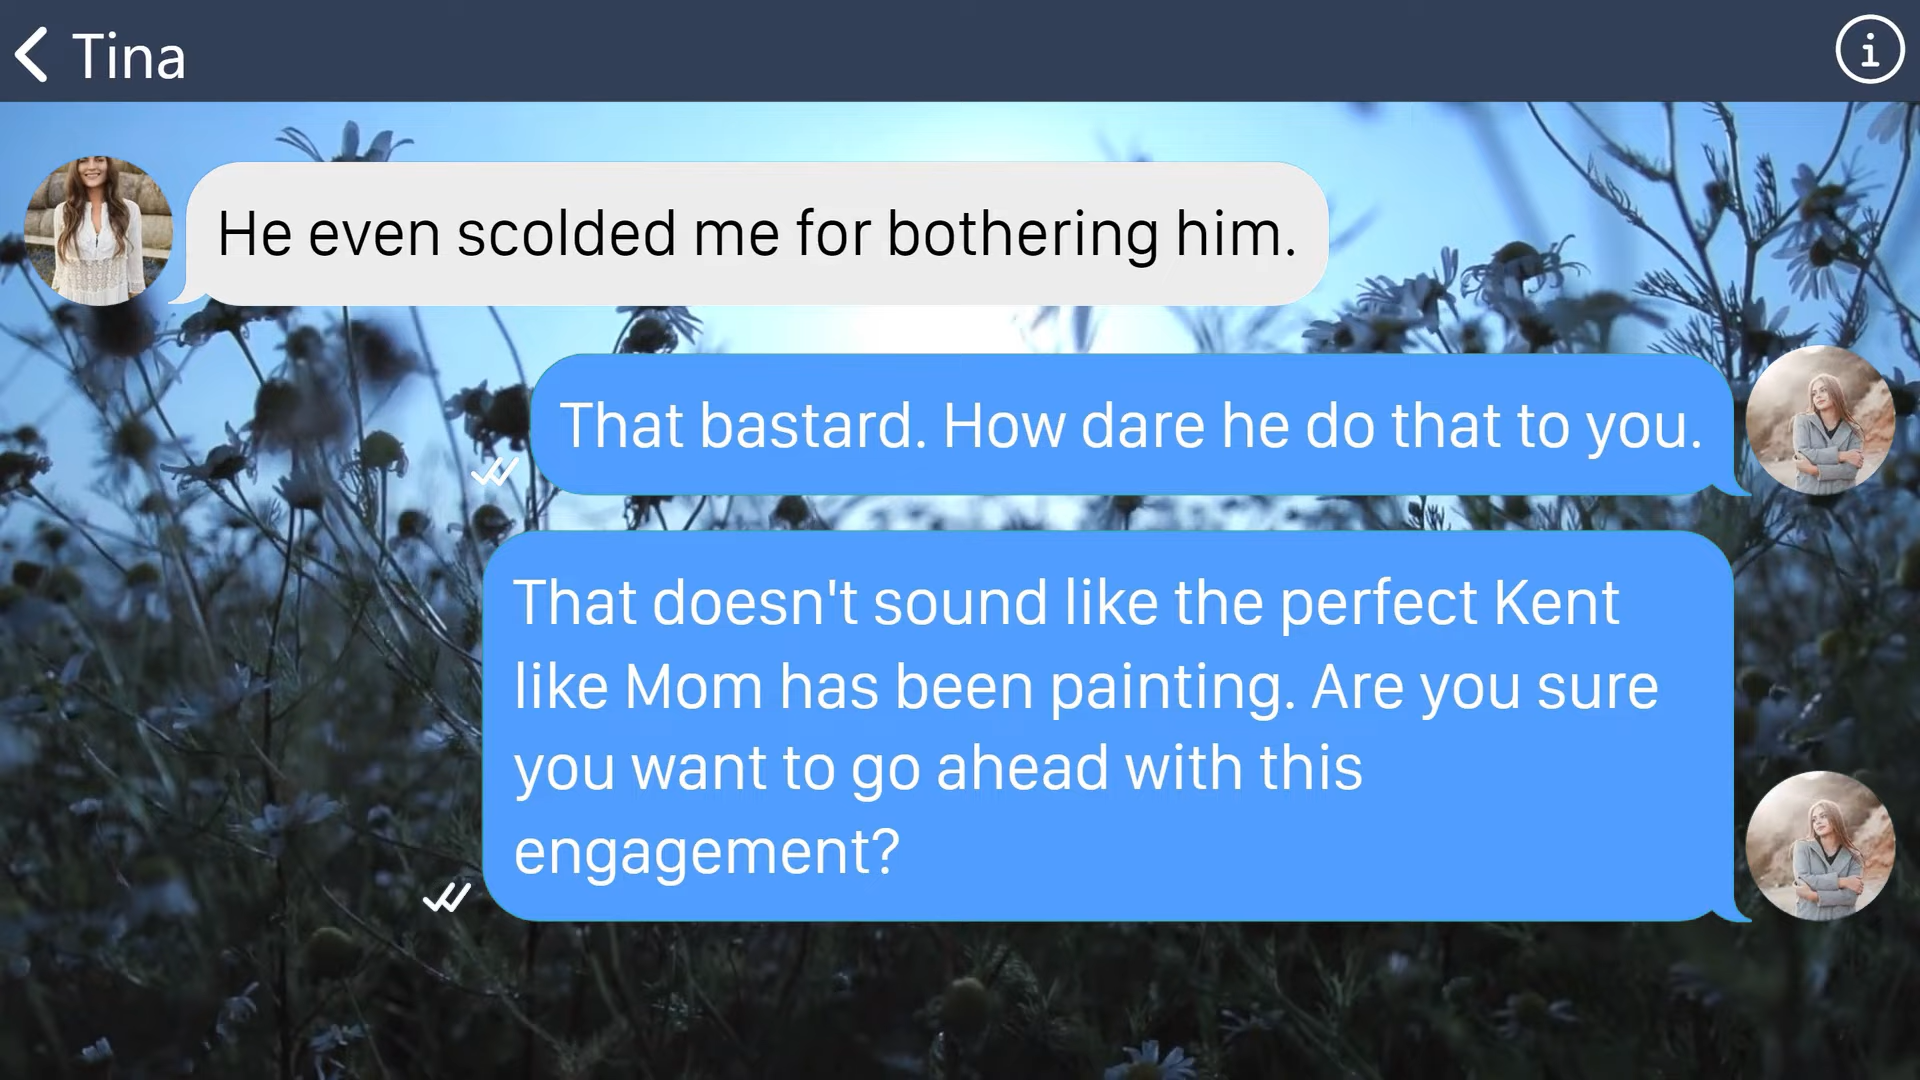 Tina
He even scolded me for bothering him.
That bastard. How dare he do that to you.
That doesn't sound like the perfect Kent
like Mom has been painting. Are you sure
you want to go ahead with this
engagement?